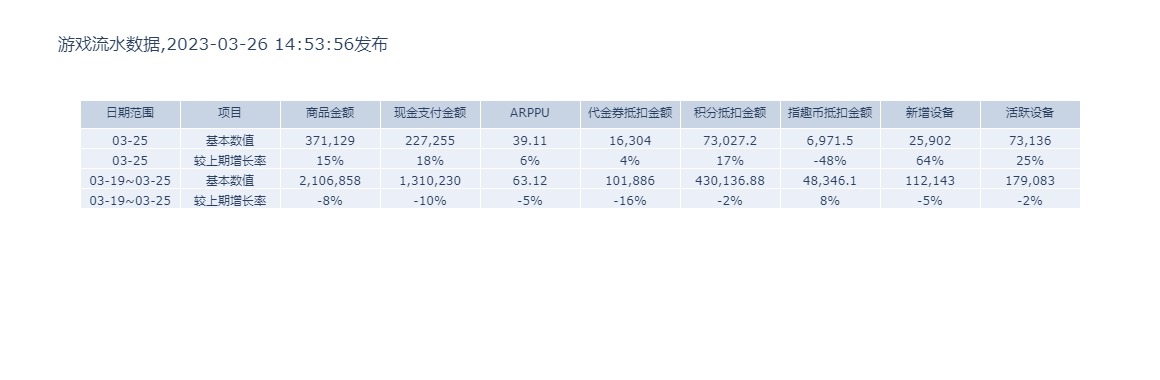 游戏流水数据,2023-03-26 14:53:56发布
日期范围 项目 商品金额 现金支付金额 ARPPU 代金券抵扣金额 积分抵扣金额 指趣币抵扣金额 新增设备 活跃设备
03-25 基本数值 371,129 227,255 39.11 16,304 73,027.2 6,971.5 25,902 73,136
03-25 较上期增长率 15% 18% 6% 4% 17% -48% 64% 25%
03-19~03-25 基本数值 2,106,858 1,310,230 63.12 101,886 430,136.88 48,346.1 112,143 179,083
03-19~03-25 较上期增长率 -8% -10% -5% -16% -2% 8% -5% -2%